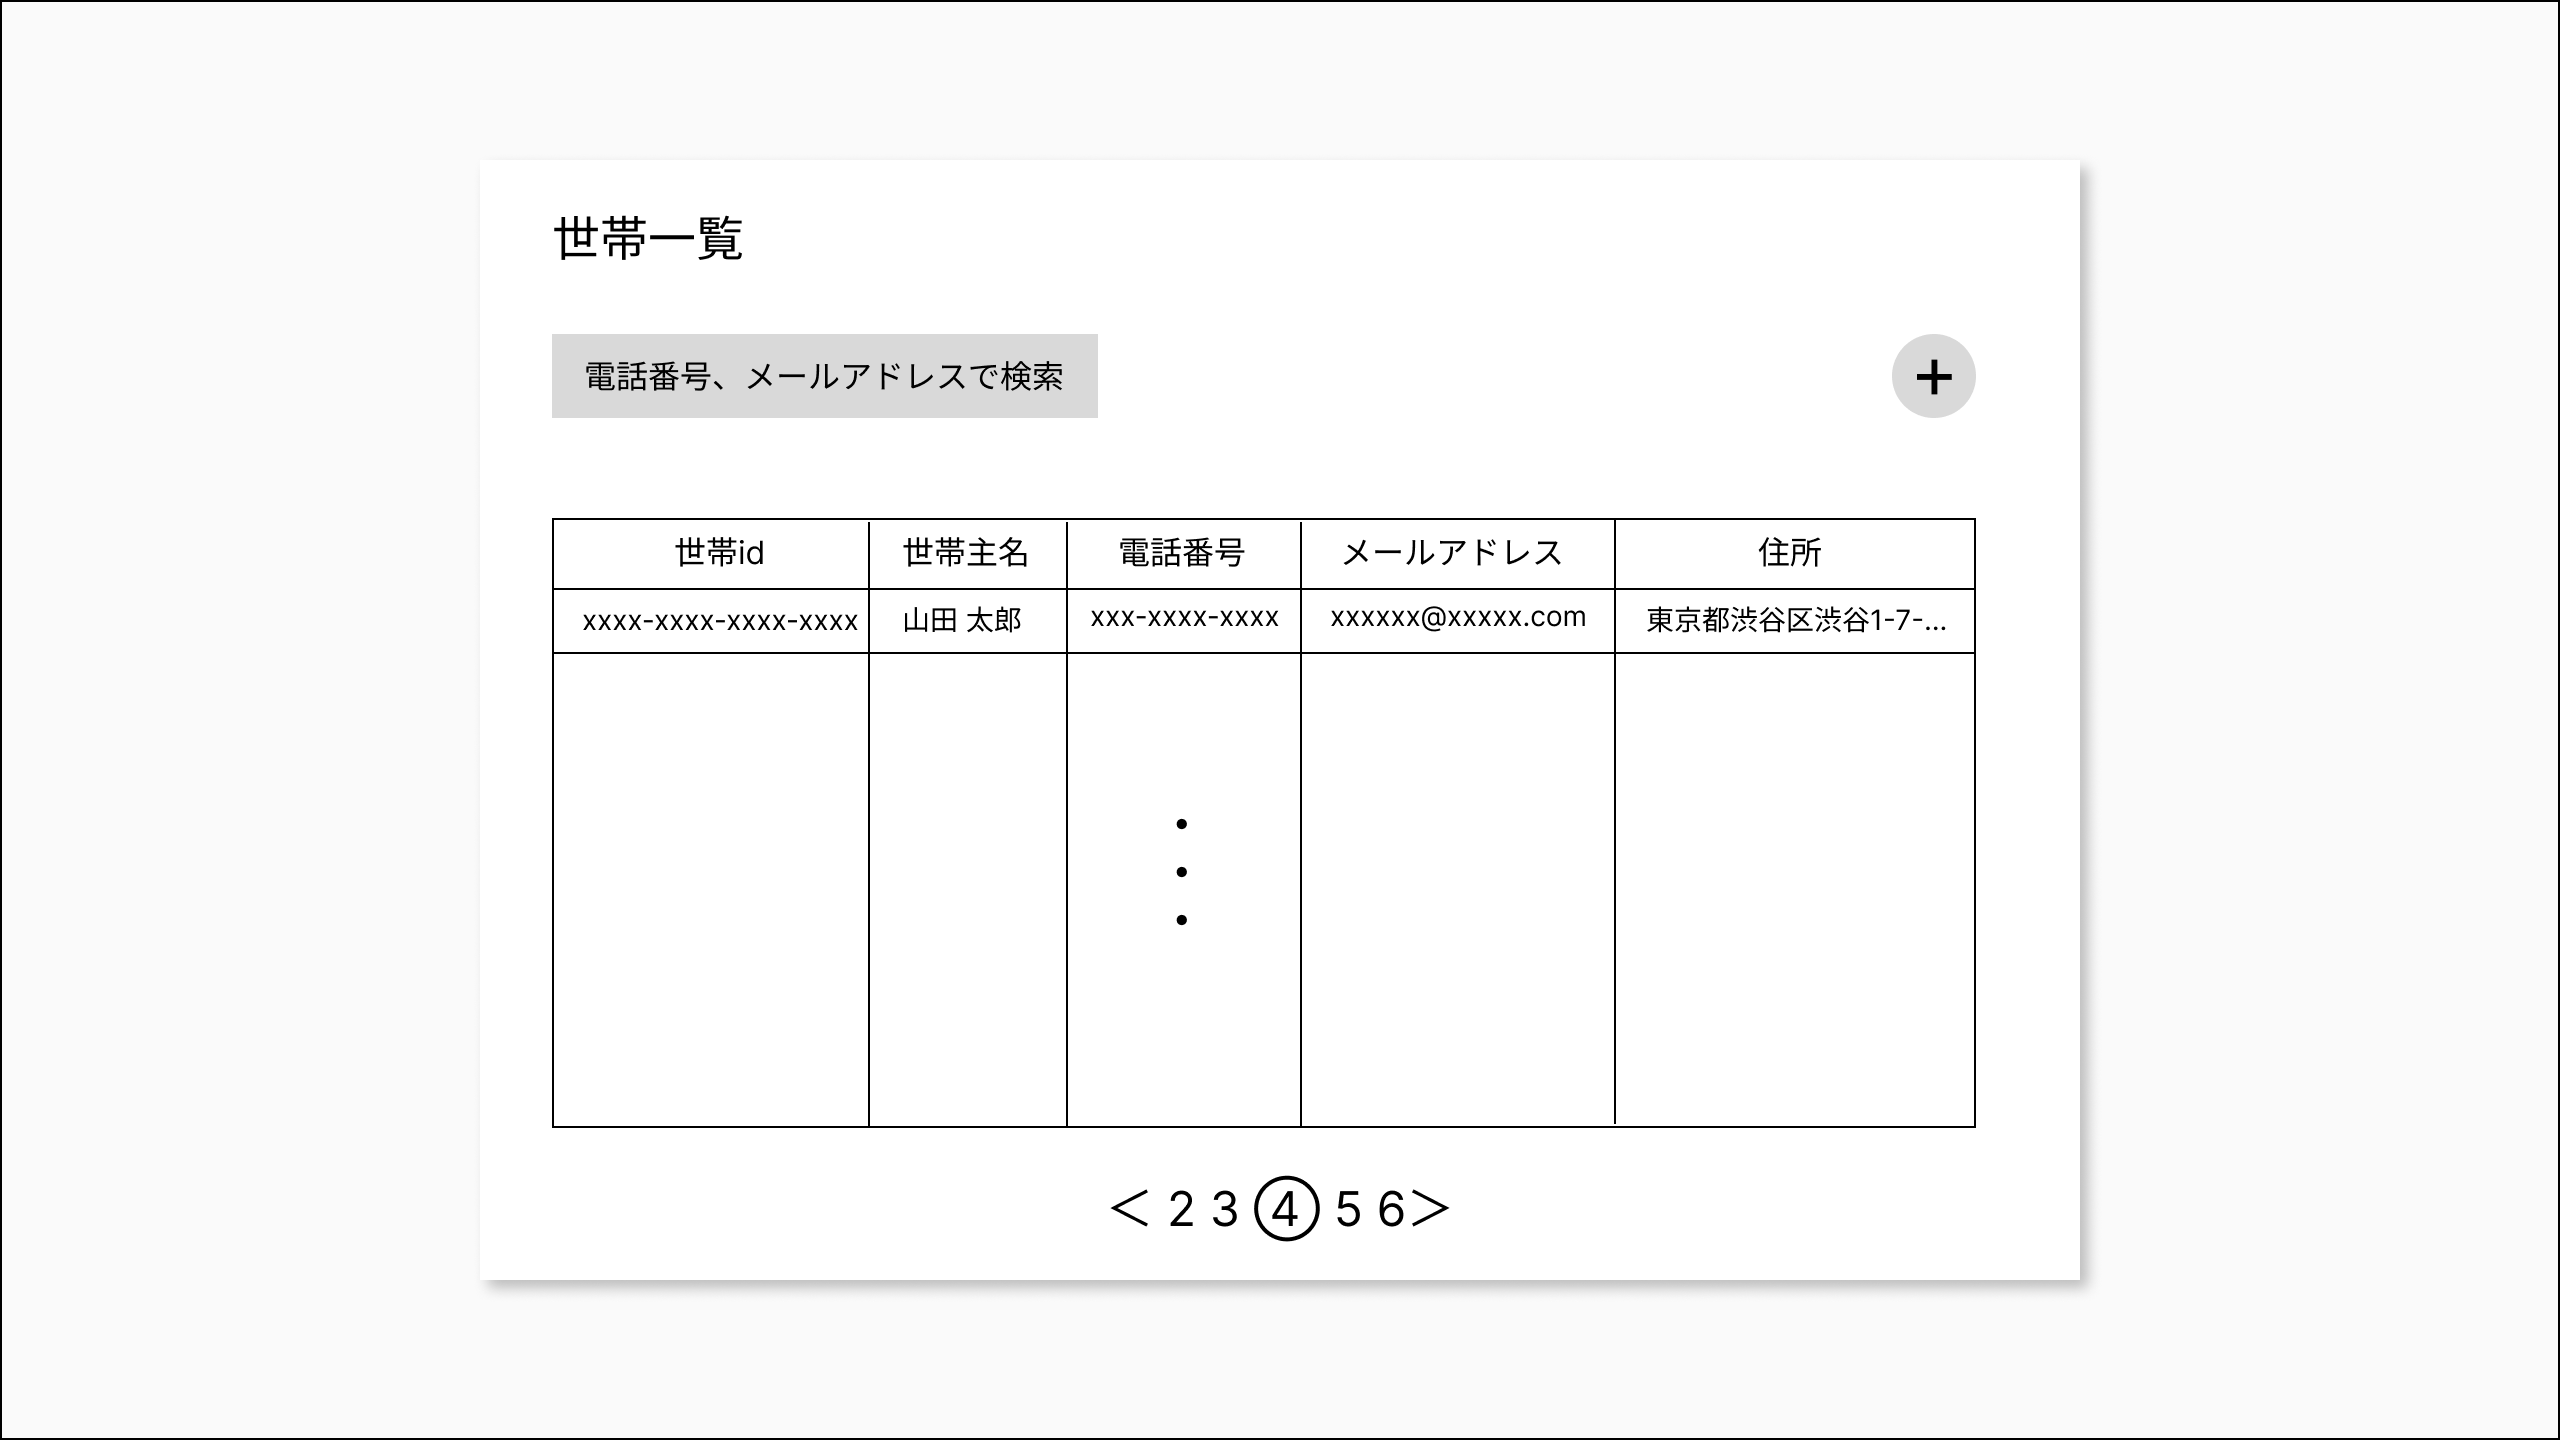 世帯一覧
電話番号、メールアドレスで検索
+
世帯id 世帯主名 電話番号 メールアドレス 住所
xxxx-xxxx-xxxx-xxxx 山田 太郎 xxx-xxxx-xxxx xxxxxx@xxxxx.com 東京都渋谷区渋谷1-7-...
・
・
・
＜ 2 3 4 5 6＞